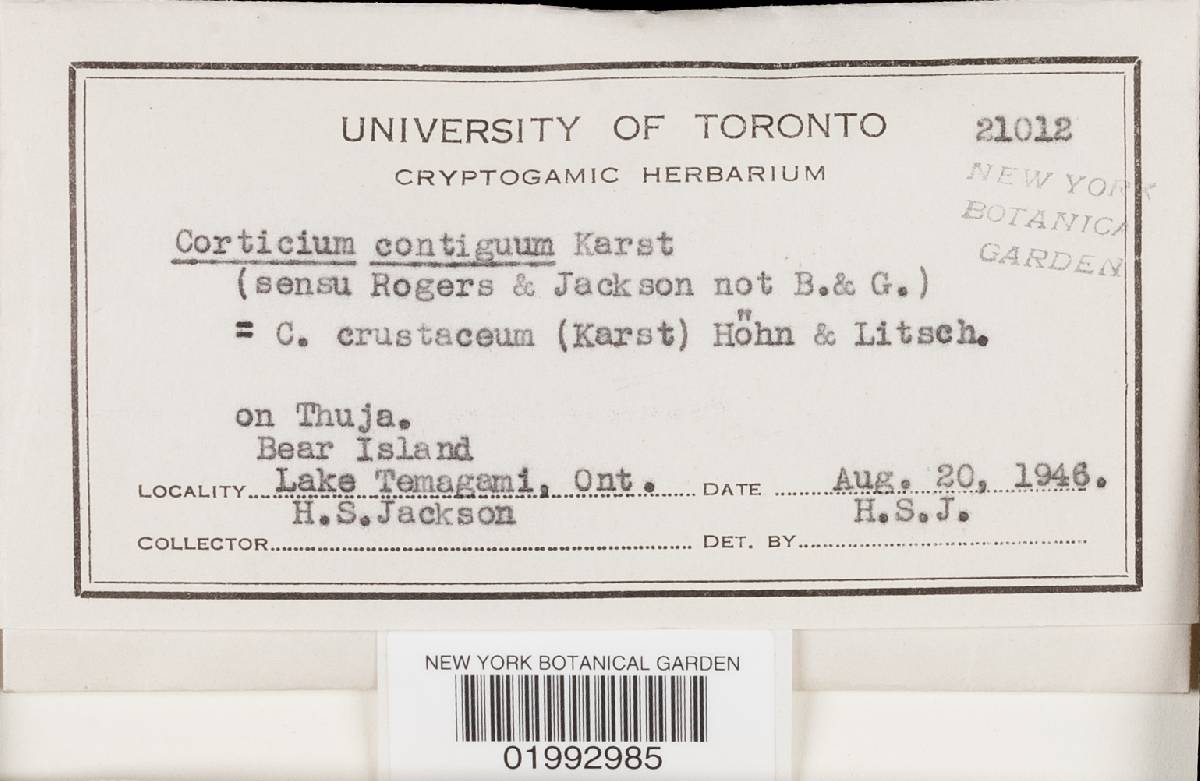 UNIVERSITY OF TORONTO
21012
CRYPTOGAMIC HERBARIUM
NEW YORK
BOTANICA
GARDEN
Corticium contiguum Karst
(sensu Rogers & Jackson not B.& G.)
= C. crustaceum (Karst) Höhn & Litsch.
on Thuja.
Bear Island
LOCALITY Lake Temagami, Ont. DATE Aug. 20, 1946.
H.S.Jackson H.S.J.
COLLECTOR DET. BY
NEW YORK BOTANICAL GARDEN
01992985